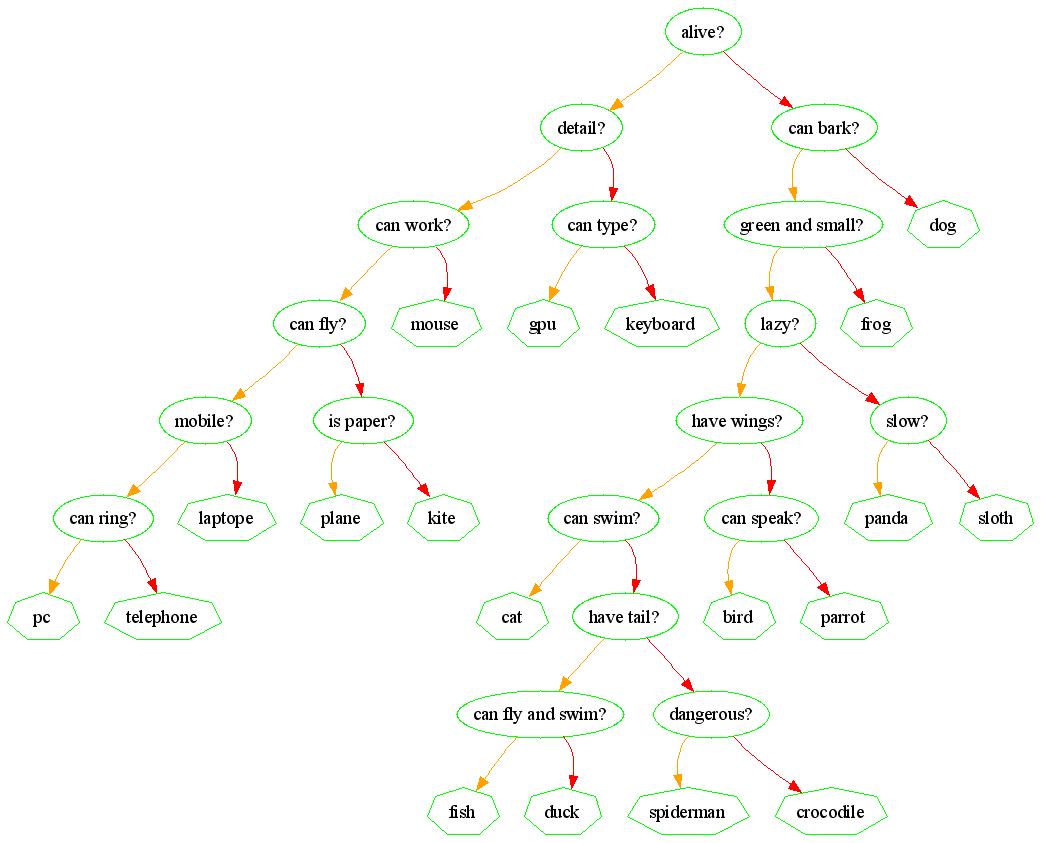 alive?
detail?
can bark?
can work?
can type?
green and small?
dog
can fly?
mouse
gpu
keyboard
lazy?
frog
mobile?
is paper?
have wings?
slow?
can ring?
laptope
plane
kite
can swim?
can speak?
panda
sloth
pc
telephone
cat
have tail?
bird
parrot
can fly and swim?
dangerous?
fish
duck
spiderman
crocodile